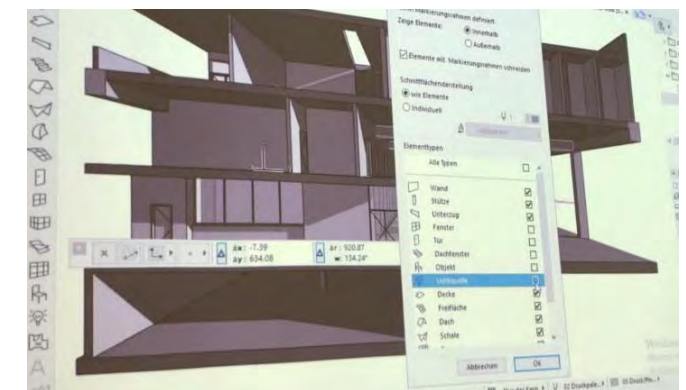 Markierungsrahmen definiert
Zeige Elemente:
Innerhalb
Außerhalb
Elemente mit Markierungsrahmen schneiden
Schnittflächendarstellung
wie Elemente
Individuell
Elementtypen
Alle Typen
Wand
Stütze
Unterzug
Fenster
Tür
Dachfenster
Objekt
Lichtquelle
Decke
Freifläche
Dach
Schale
Δx: -7.39
Δy: 634.08
Δr: 920.87
w: 134.24°
Abbrechen
OK